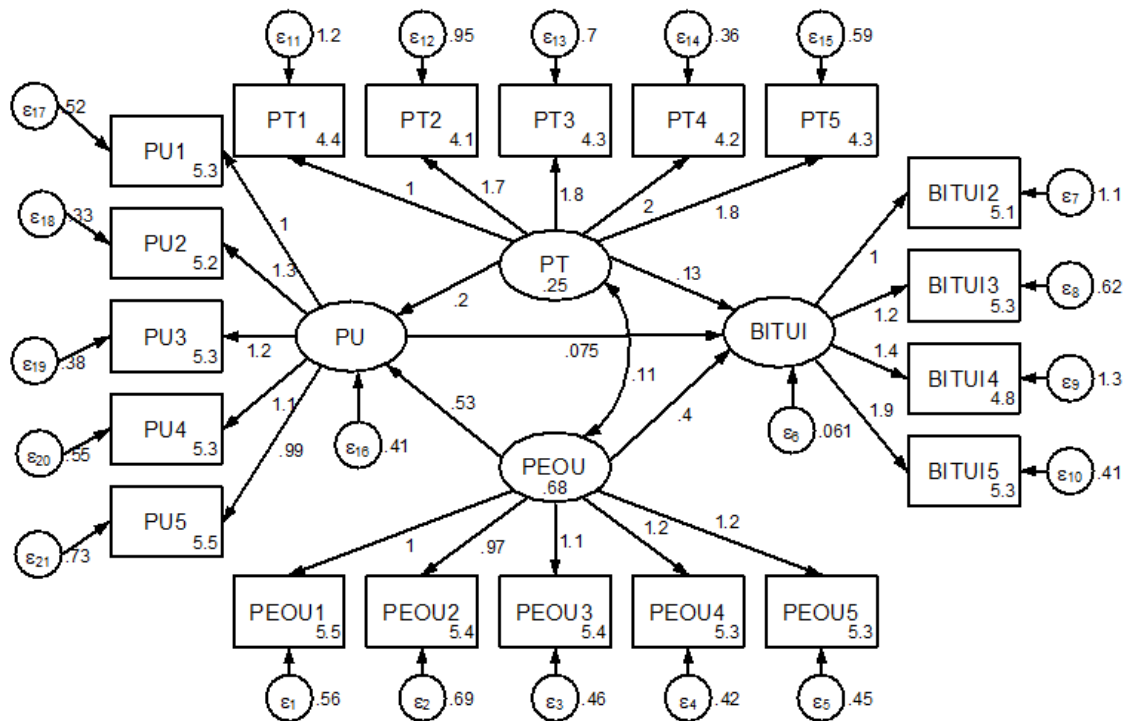 ε11 1.2
ε12 .95
ε13 .7
ε14 .36
ε15 .59
PT1 4.4
PT2 4.1
PT3 4.3
PT4 4.2
PT5 4.3
1
1.7
1.8
2
1.8
ε17 .52
PU1 5.3
ε18 .33
PU2 5.2
ε19 .38
PU3 5.3
ε20 .55
PU4 5.3
ε21 .73
PU5 5.5
1
1.3
1.2
1.1
.99
PT .25
.2
.13
PU
.075
.11
BITUI
ε16 .41
.53
.4
ε6 .061
1
1.2
1.4
1.9
BITUI2 5.1
ε7 1.1
BITUI3 5.3
ε8 .62
BITUI4 4.8
ε9 1.3
BITUI5 5.3
ε10 .41
PEOU .68
1
.97
1.1
1.2
1.2
PEOU1 5.5
PEOU2 5.4
PEOU3 5.4
PEOU4 5.3
PEOU5 5.3
ε1 .56
ε2 .69
ε3 .46
ε4 .42
ε5 .45